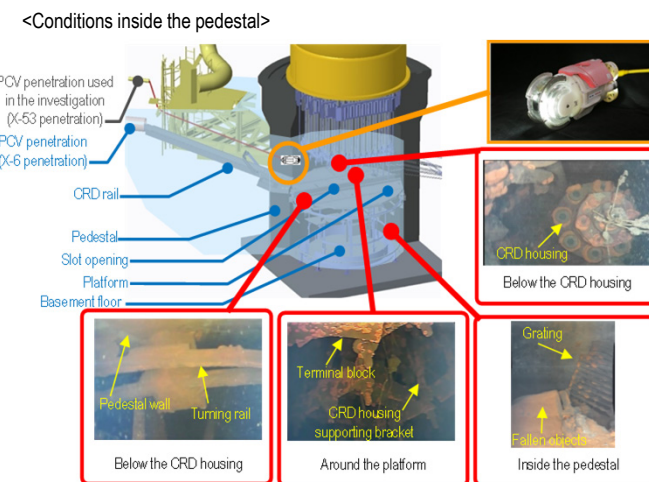 <Conditions inside the pedestal>
PCV penetration used
in the investigation
(X-53 penetration)
PCV penetration
(X-6 penetration)
CRD rail
Pedestal
Slot opening
Platform
Basement floor
CRD housing
Below the CRD housing
Pedestal wall
Turning rail
Below the CRD housing
Terminal block
CRD housing
supporting bracket
Around the platform
Grating
Fallen objects
Inside the pedestal